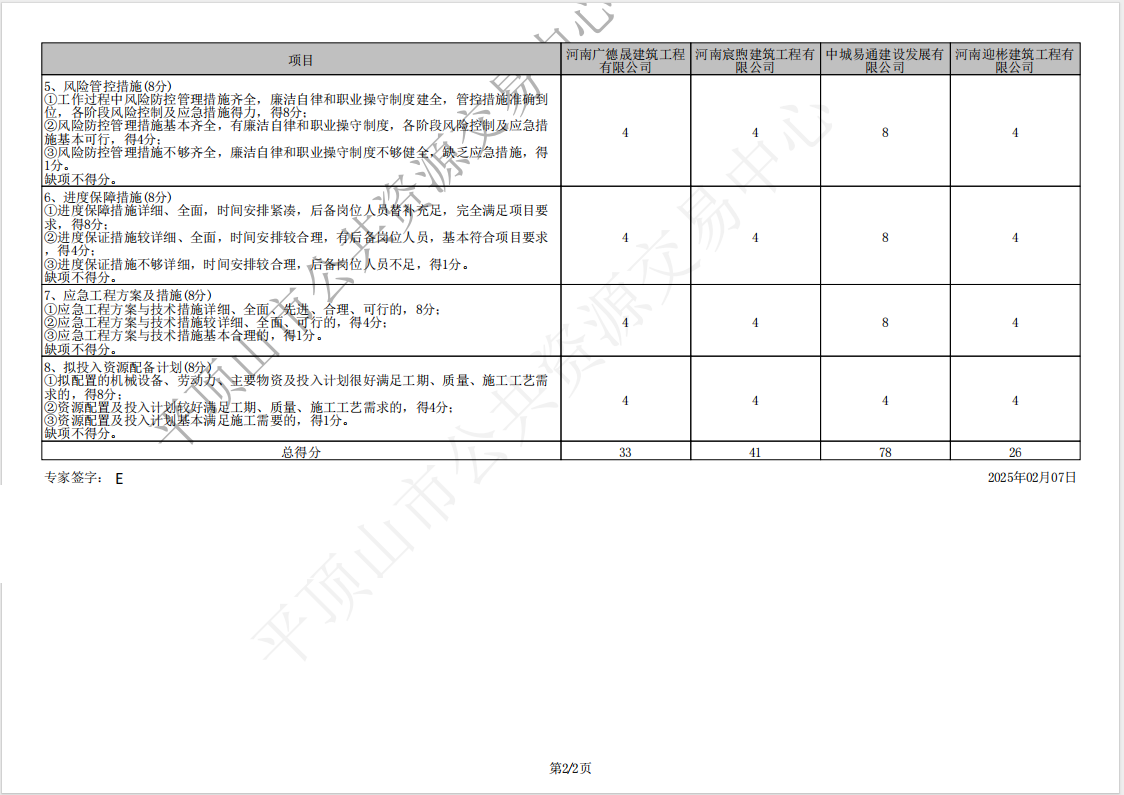 项目
河南广德晟建筑工程
有限公司
河南宸煦建筑工程有
限公司
中城易通建设发展有
限公司
河南迎彬建筑工程有
限公司
5、风险管控措施(8分)
①工作过程中风险防控管理措施齐全，廉洁自律和职业操守制度建全，管控措施准确到
位，各阶段风险控制及应急措施得力，得8分；
②风险防控管理措施基本齐全，有廉洁自律和职业操守制度，各阶段风险控制及应急措
施基本可行，得4分；
③风险防控管理措施不够齐全，廉洁自律和职业操守制度不够健全，缺乏应急措施，得
1分。
缺项不得分。
4
4
8
4
6、进度保障措施(8分)
①进度保障措施详细、全面，时间安排紧凑，后备岗位人员替补充足，完全满足项目要
求，得8分；
②进度保证措施较详细、全面，时间安排较合理，有后备岗位人员，基本符合项目要求
，得4分；
③进度保证措施不够详细，时间安排较合理，后备岗位人员不足，得1分。
缺项不得分。
4
4
8
4
7、应急工程方案及措施(8分)
①应急工程方案与技术措施详细、全面、先进、合理、可行的，8分；
②应急工程方案与技术措施较详细、全面、可行的，得4分；
③应急工程方案与技术措施基本合理的，得1分。
缺项不得分。
4
4
8
4
8、拟投入资源配备计划(8分)
①拟配置的机械设备、劳动力、主要物资及投入计划很好满足工期、质量、施工工艺需
求的，得8分；
②资源配置及投入计划较好满足工期、质量、施工工艺需求的，得4分；
③资源配置及投入计划基本满足施工需要的，得1分。
缺项不得分。
4
4
4
4
总得分
33
41
78
26
专家签字： E
2025年02月07日
平顶山市公共资源交易中心
平顶山市公共资源交易中心
第2/2页